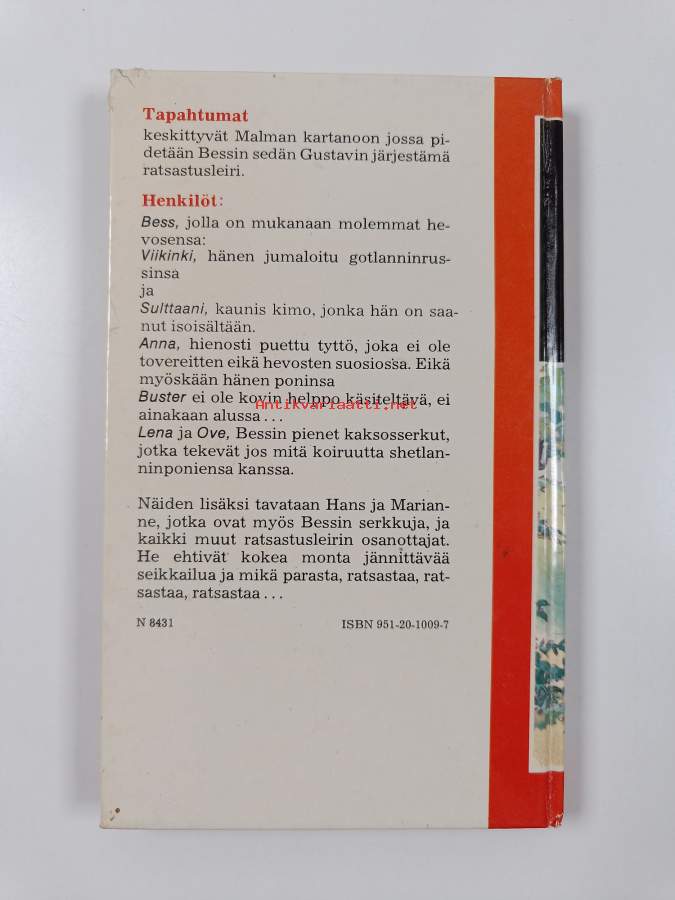 Tapahtumat
keskittyvät Malman kartanoon jossa pi-
detään Bessin sedän Gustavin järjestämä
ratsastusleiri.
Henkilöt:
Bess, jolla on mukanaan molemmat he-
vosensa:
Viikinki, hänen jumaloitu gotlanninrus-
sinsa
ja
Sulttaani, kaunis kimo, jonka hän on saa-
nut isoisältään.
Anna, hienosti puettu tyttö, joka ei ole
tovereitten eikä hevosten suosiossa. Eikä
myöskään hänen poninsa
Buster ei ole kovin helppo käsiteltävä, ei
Antikvariaatti.net
ainakaan alussa...
Lena ja Ove, Bessin pienet kaksosserkut,
jotka tekevät jos mitä koiruutta shetlan-
ninponiensa kanssa.
Näiden lisäksi tavataan Hans ja Marian-
ne, jotka ovat myös Bessin serkkuja, ja
kaikki muut ratsastusleirin osanottajat.
He ehtivät kokea monta jännittävää
seikkailua ja mikä parasta, ratsastaa, rat-
sastaa, ratsastaa...
N 8431 ISBN 951-20-1009-7